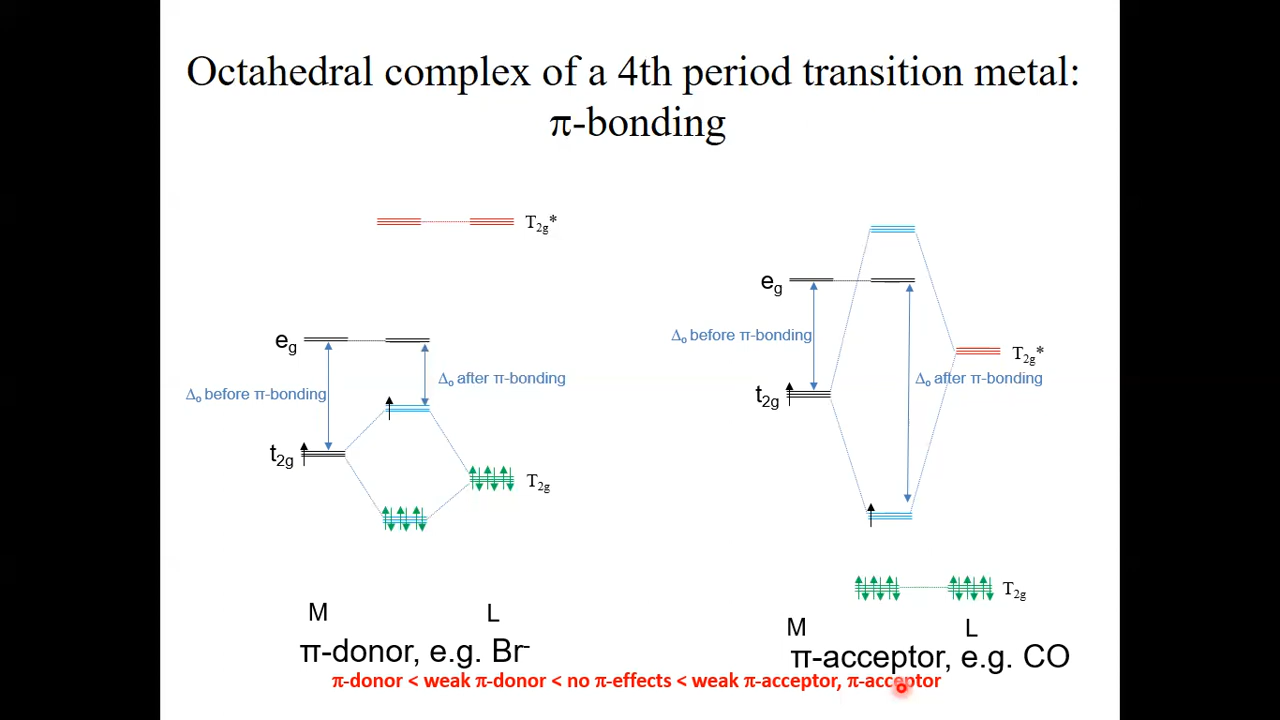 Octahedral complex of a 4th period transition metal:
π-bonding
T₂g*
eg
Δo before π-bonding
Δo after π-bonding
t₂g
T₂g
M
L
π-donor, e.g. Br⁻
eg
Δo before π-bonding
T₂g*
Δo after π-bonding
t₂g
T₂g
M
L
π-acceptor, e.g. CO
π-donor < weak π-donor < no π-effects < weak π-acceptor, π-acceptor